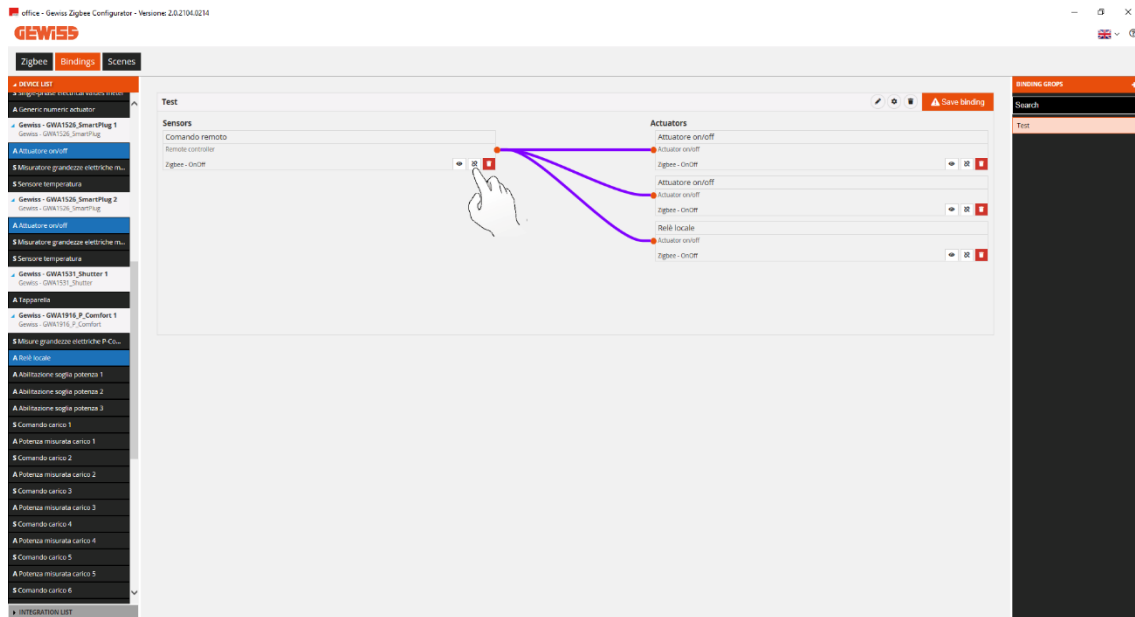 office - Gewiss Zigbee Configurator - Versione: 2.0.2104.0214
GEWISS
Zigbee Bindings Scenes
DEVICE LIST
S Single-phase electrical values meter
A Generic numeric actuator
Gewiss - GWA1526_SmartPlug 1
Gewiss - GWA1526_SmartPlug
A Attuatore on/off
S Misuratore grandezze elettriche m...
S Sensore temperatura
Gewiss - GWA1526_SmartPlug 2
Gewiss - GWA1526_SmartPlug
A Attuatore on/off
S Misuratore grandezze elettriche m...
S Sensore temperatura
Gewiss - GWA1531_Shutter 1
Gewiss - GWA1531_Shutter
A Tapparella
Gewiss - GWA1916_P_Comfort 1
Gewiss - GWA1916_P_Comfort
S Misure grandezze elettriche P-Co...
A Relè locale
A Abilitazione soglia potenza 1
A Abilitazione soglia potenza 2
A Abilitazione soglia potenza 3
S Comando carico 1
A Potenza misurata carico 1
S Comando carico 2
A Potenza misurata carico 2
S Comando carico 3
A Potenza misurata carico 3
S Comando carico 4
A Potenza misurata carico 4
S Comando carico 5
A Potenza misurata carico 5
S Comando carico 6
INTEGRATION LIST
Test
Save binding
Sensors
Comando remoto
Remote controller
Zigbee - OnOff
Actuators
Attuatore on/off
Actuator on/off
Zigbee - OnOff
Attuatore on/off
Actuator on/off
Zigbee - OnOff
Relè locale
Actuator on/off
Zigbee - OnOff
BINDING GROPS
Search
Test